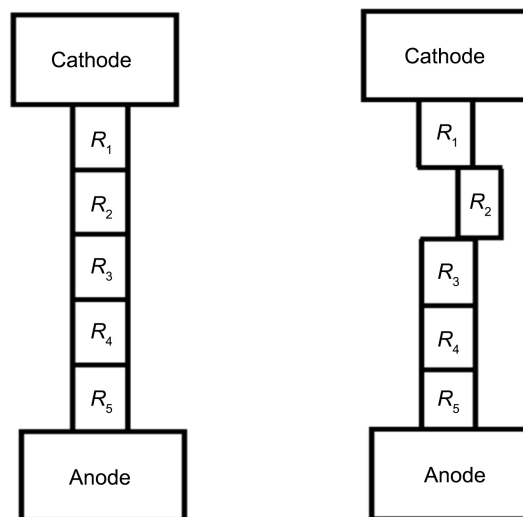 Cathode
R1
R2
R3
R4
R5
Anode
Cathode
R1
R2
R3
R4
R5
Anode